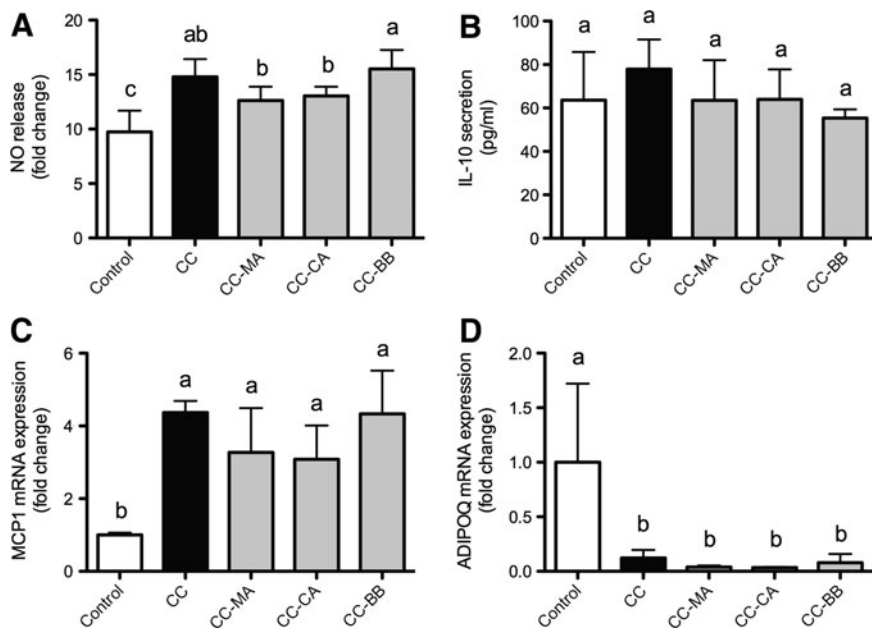 A
NO release
(fold change)
20
15
10
5
0
c
ab
b
b
a
Control
CC
CC-MA
CC-CA
CC-BB
B
IL-10 secretion
(pg/ml)
100
80
60
40
20
0
a
a
a
a
a
Control
CC
CC-MA
CC-CA
CC-BB
C
MCP1 mRNA expression
(fold change)
6
4
2
0
b
a
a
a
a
Control
CC
CC-MA
CC-CA
CC-BB
D
ADIPOQ mRNA expression
(fold change)
2.0
1.5
1.0
0.5
0.0
a
b
b
b
b
Control
CC
CC-MA
CC-CA
CC-BB